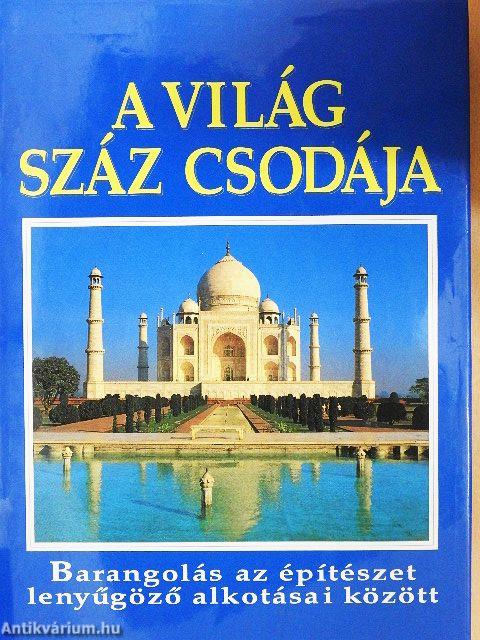 A VILÁG
SZÁZ CSODÁJA
Barangolás az építészet
lenyűgöző alkotásai között
Antikvárium.hu